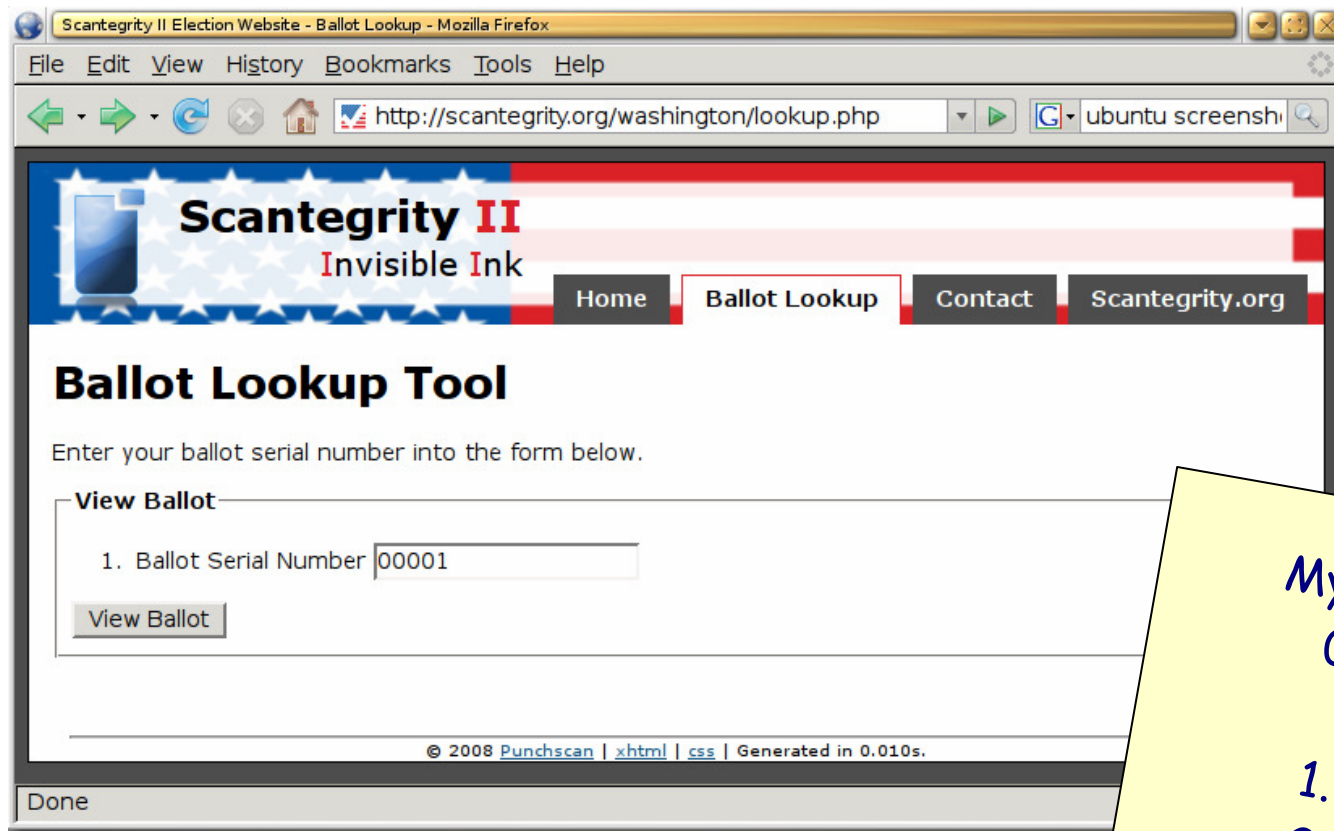 Scantegrity II Election Website - Ballot Lookup - Mozilla Firefox
File Edit View History Bookmarks Tools Help
http://scantegrity.org/washington/lookup.php G ubuntu screensh
Scantegrity II
Invisible Ink
Home Ballot Lookup Contact Scantegrity.org
Ballot Lookup Tool
Enter your ballot serial number into the form below.
View Ballot
1. Ballot Serial Number 00001
View Ballot
My
1.
© 2008 Punchscan | xhtml | css | Generated in 0.010s.
Done